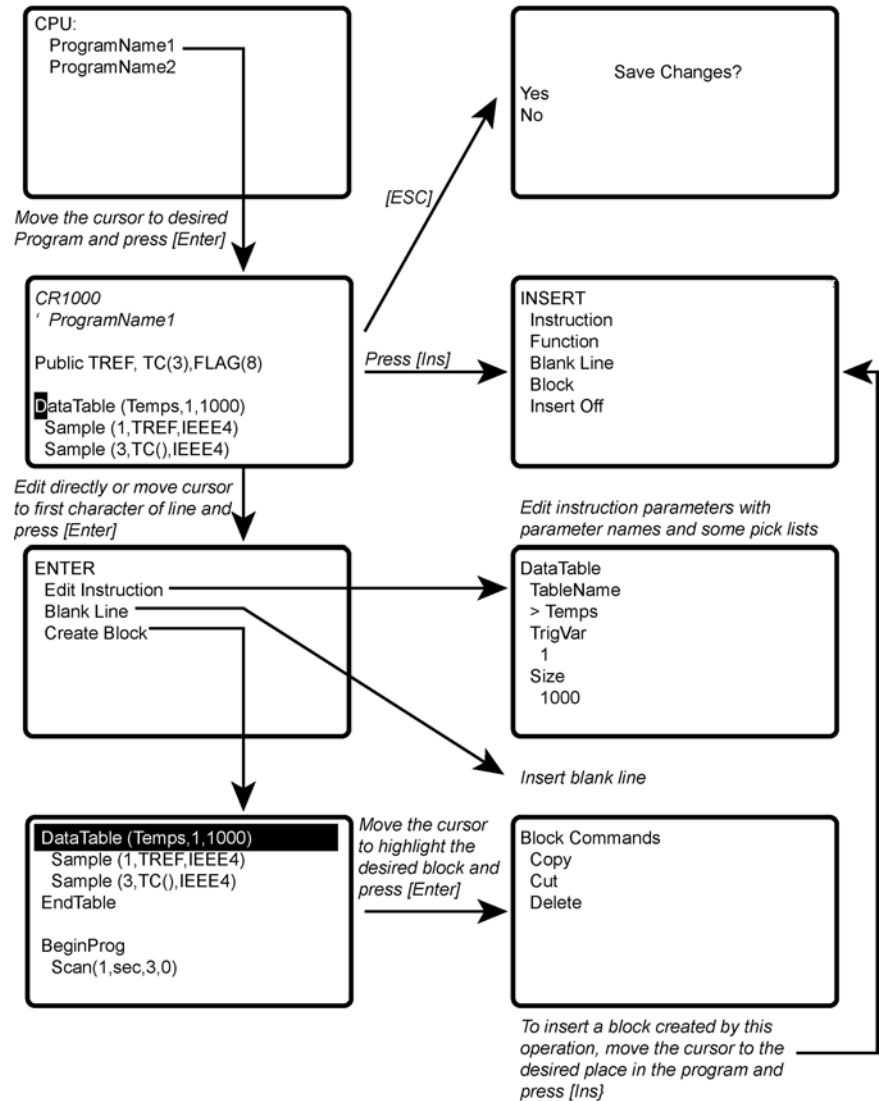 CPU:
ProgramName1
ProgramName2
Save Changes?
Yes
No
Move the cursor to desired
Program and press [Enter]
[ESC]
CR1000
‘ ProgramName1
Public TREF, TC(3),FLAG(8)
DataTable (Temps,1,1000)
Sample (1,TREF,IEEE4)
Sample (3,TC(),IEEE4)
Press [Ins]
INSERT
Instruction
Function
Blank Line
Block
Insert Off
Edit directly or move cursor
to first character of line and
press [Enter]
Edit instruction parameters with
parameter names and some pick lists
ENTER
Edit Instruction
Blank Line
Create Block
DataTable
TableName
> Temps
TrigVar
1
Size
1000
Insert blank line
DataTable (Temps,1,1000)
Sample (1,TREF,IEEE4)
Sample (3,TC(),IEEE4)
EndTable
BeginProg
Scan(1,sec,3,0)
Move the cursor
to highlight the
desired block and
press [Enter]
Block Commands
Copy
Cut
Delete
To insert a block created by this
operation, move the cursor to the
desired place in the program and
press [Ins}